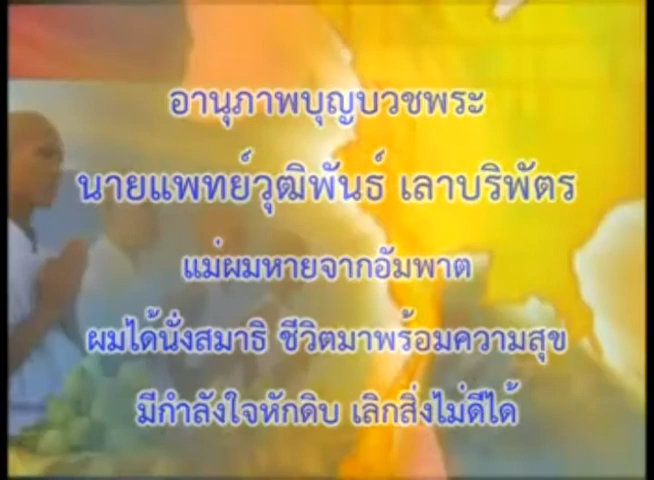 อานุภาพบุญบวชพระ
นายแพทย์วุฒิพันธ์ เลาบริพัตร
แม่ผมหายจากอัมพาต
ผมได้นั่งสมาธิ ชีวิตมาพร้อมความสุข
มีกำลังใจหักดิบ เลิกสิ่งไม่ดีได้